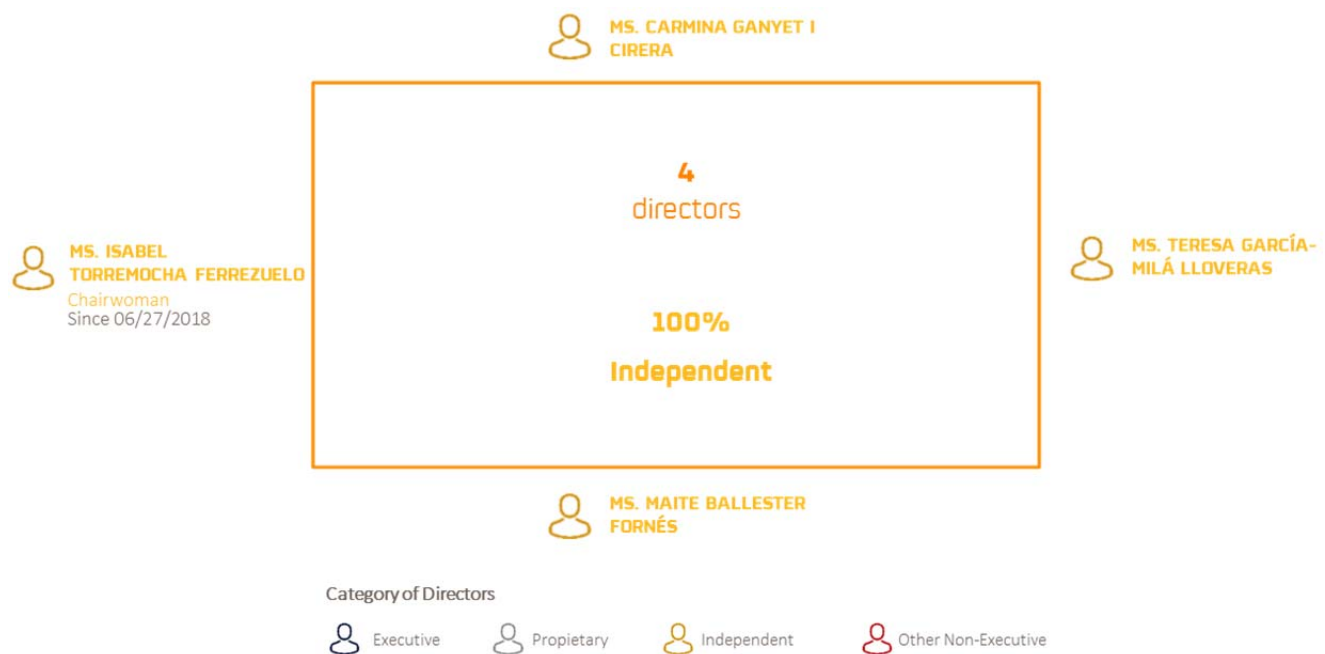 MS. CARMINA GANYET I
CIRERA
4
directors
MS. ISABEL
TORREMOCHA FERREZUELO
Chairwoman
Since 06/27/2018
MS. TERESA GARCÍA-
MILÁ LLOVERAS
100%
Independent
MS. MAITE BALLESTER
FORNÉS
Category of Directors
Executive
Propietary
Independent
Other Non-Executive